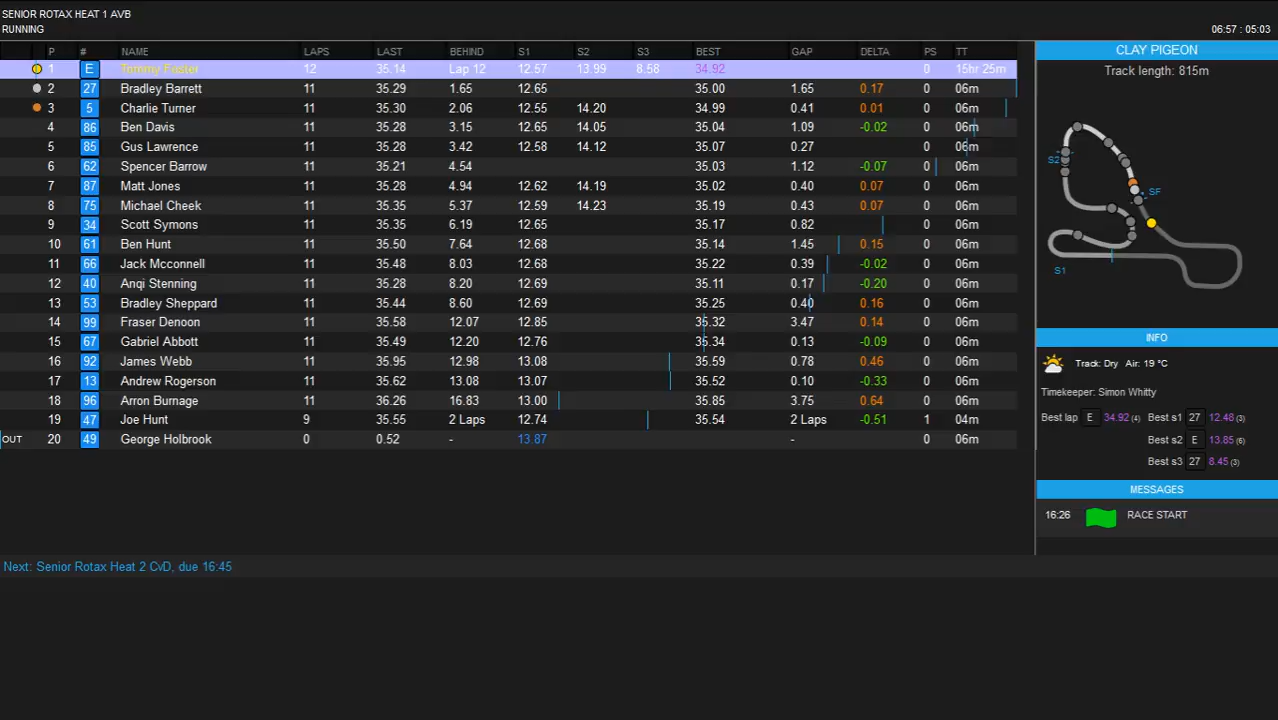 SENIOR ROTAX HEAT 1 AVB
RUNNING
06:57 : 05:03
P # NAME LAPS LAST BEHIND S1 S2 S3 BEST GAP DELTA PS TT
1 E Tommy Foster 12 35.14 Lap 12 12.57 13.99 8.58 34.92 0 15hr 25m
2 27 Bradley Barrett 11 35.29 1.65 12.65 35.00 1.65 0.17 0 06m
3 5 Charlie Turner 11 35.30 2.06 12.55 14.20 34.99 0.41 0.01 0 06m
4 86 Ben Davis 11 35.28 3.15 12.65 14.05 35.04 1.09 -0.02 0 06m
5 85 Gus Lawrence 11 35.28 3.42 12.58 14.12 35.07 0.27 0 06m
6 62 Spencer Barrow 11 35.21 4.54 35.03 1.12 -0.07 0 06m
7 87 Matt Jones 11 35.28 4.94 12.62 14.19 35.02 0.40 0.07 0 06m
8 75 Michael Cheek 11 35.35 5.37 12.59 14.23 35.19 0.43 0.07 0 06m
9 34 Scott Symons 11 35.35 6.19 12.65 35.17 0.82 0 06m
10 61 Ben Hunt 11 35.50 7.64 12.68 35.14 1.45 0.15 0 06m
11 66 Jack Mcconnell 11 35.48 8.03 12.68 35.22 0.39 -0.02 0 06m
12 40 Anqi Stenning 11 35.28 8.20 12.69 35.11 0.17 -0.20 0 06m
13 53 Bradley Sheppard 11 35.44 8.60 12.69 35.25 0.40 0.16 0 06m
14 99 Fraser Denoon 11 35.58 12.07 12.85 35.32 3.47 0.14 0 06m
15 67 Gabriel Abbott 11 35.49 12.20 12.76 35.34 0.13 -0.09 0 06m
16 92 James Webb 11 35.95 12.98 13.08 35.59 0.78 0.46 0 06m
17 13 Andrew Rogerson 11 35.62 13.08 13.07 35.52 0.10 -0.33 0 06m
18 96 Arron Burnage 11 36.26 16.83 13.00 35.85 3.75 0.64 0 06m
19 47 Joe Hunt 9 35.55 2 Laps 12.74 35.54 2 Laps -0.51 1 04m
OUT 20 49 George Holbrook 0 0.52 - 13.87 - 0 06m
CLAY PIGEON
Track length: 815m
S2
SF
S1
INFO
Track: Dry Air: 19 °C
Timekeeper: Simon Whitty
Best lap E 34.92 (4) Best s1 27 12.48 (3)
Best s2 E 13.85 (6)
Best s3 27 8.45 (3)
MESSAGES
16:26 RACE START
Next: Senior Rotax Heat 2 CvD, due 16:45